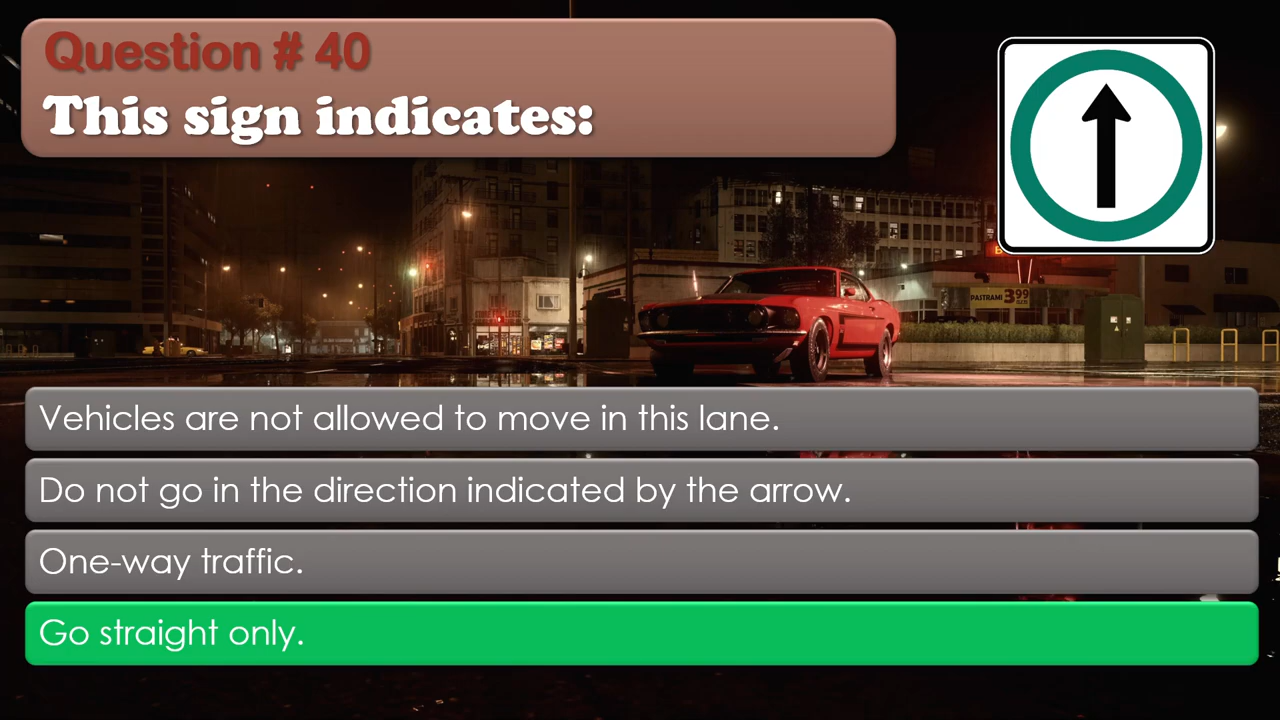 Question # 40
This sign indicates:
PASTRAMI 3.99
Vehicles are not allowed to move in this lane.
Do not go in the direction indicated by the arrow.
One-way traffic.
Go straight only.